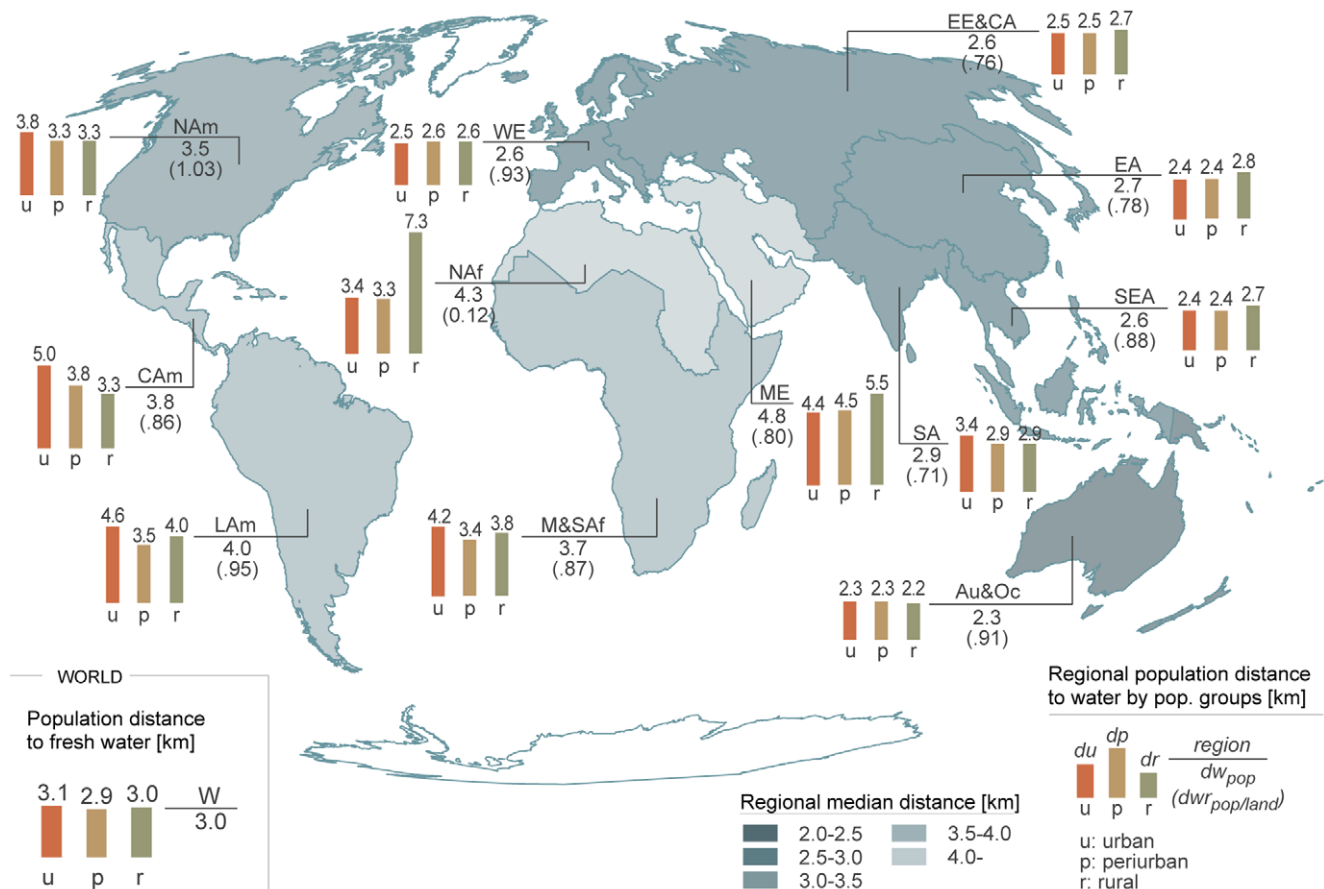 EE&CA
2.6
(.76)
2.5 2.5 2.7
u p r
NAm
3.5
(1.03)
3.8 3.3 3.3
u p r
WE
2.6
(.93)
2.5 2.6 2.6
u p r
EA
2.7
(.78)
2.4 2.4 2.8
u p r
NAf
4.3
(0.12)
3.4 3.3 7.3
u p r
SEA
2.6
(.88)
2.4 2.4 2.7
u p r
CAm
3.8
(.86)
5.0 3.8 3.3
u p r
ME
4.8
(.80)
4.4 4.5 5.5
u p r
SA
2.9
(.71)
3.4 2.9 2.9
u p r
LAm
4.0
(.95)
4.6 3.5 4.0
u p r
M&SAf
3.7
(.87)
4.2 3.4 3.8
u p r
Au&Oc
2.3
(.91)
2.3 2.3 2.2
u p r
WORLD
Population distance
to fresh water [km]
3.1 2.9 3.0
W
3.0
u p r
Regional median distance [km]
2.0-2.5
2.5-3.0
3.0-3.5
3.5-4.0
4.0-
Regional population distance
to water by pop. groups [km]
du dp dr
region
dwpop
(dwrpop/land)
u p r
u: urban
p: periurban
r: rural